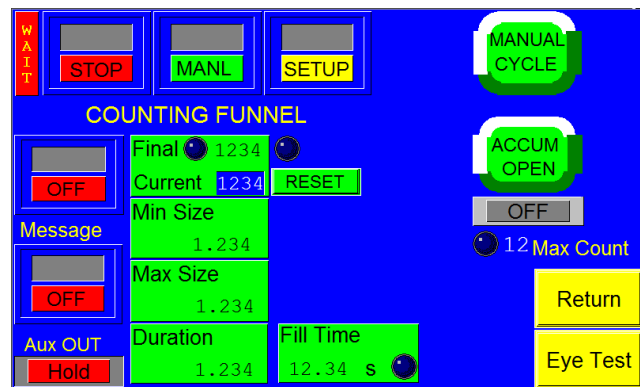 WAIT
STOP
MANL
SETUP
MANUAL
CYCLE
COUNTING FUNNEL
Final 1234
Current 1234 RESET
ACCUM
OPEN
OFF
OFF
Message
Min Size
1.234
12 Max Count
Max Size
1.234
OFF
Return
Aux OUT
Hold
Duration
1.234
Fill Time
12.34 s
Eye Test